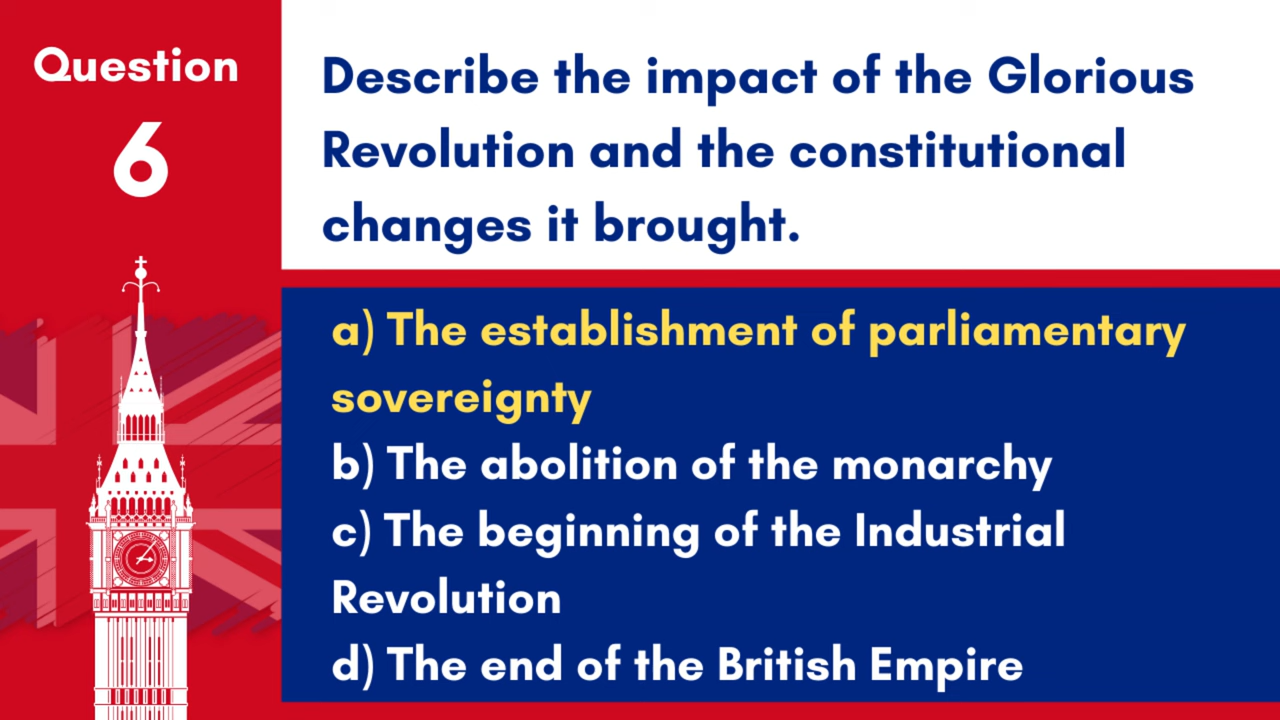 Question
6
Describe the impact of the Glorious
Revolution and the constitutional
changes it brought.
a) The establishment of parliamentary
sovereignty
b) The abolition of the monarchy
c) The beginning of the Industrial
Revolution
d) The end of the British Empire